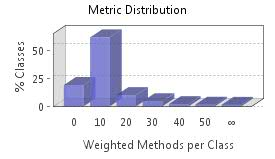 Metric Distribution
% Classes
50
25
0
0 10 20 30 40 50 ∞
Weighted Methods per Class